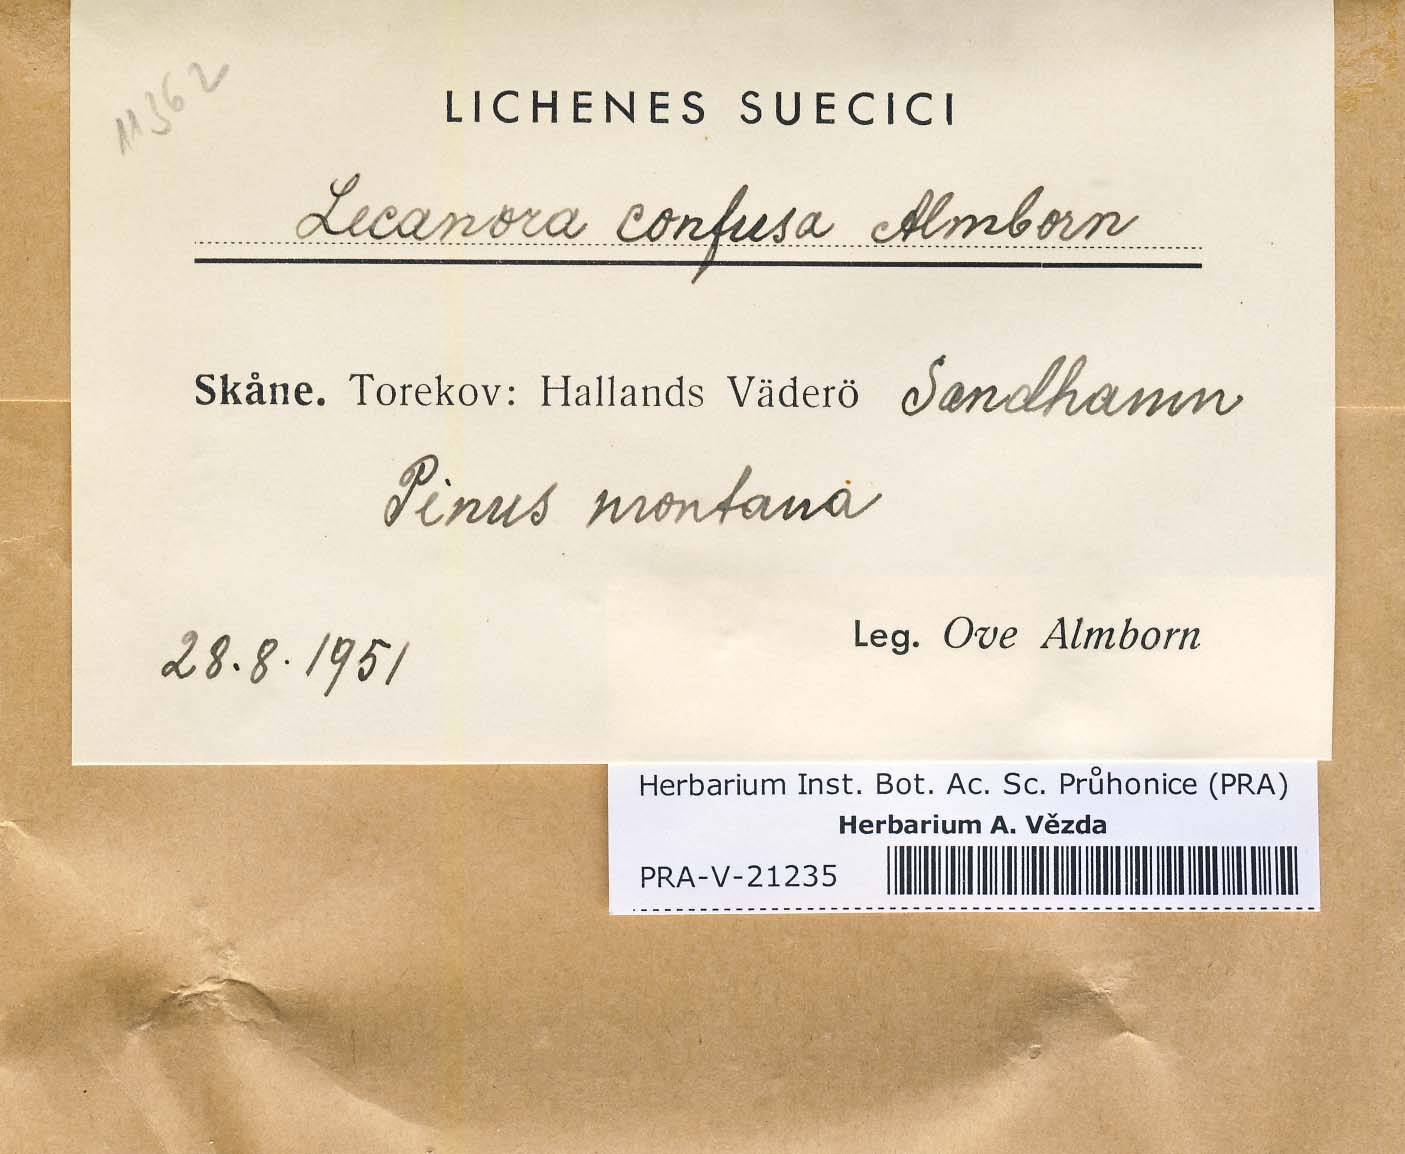 11362
LICHENES SUECICI
Lecanora confusa Almborn
Skåne. Torekov: Hallands Väderö Sandhamn
Pinus montana
Leg. Ove Almborn
28.8.1951
Herbarium Inst. Bot. Ac. Sc. Průhonice (PRA)
Herbarium A. Vězda
PRA-V-21235